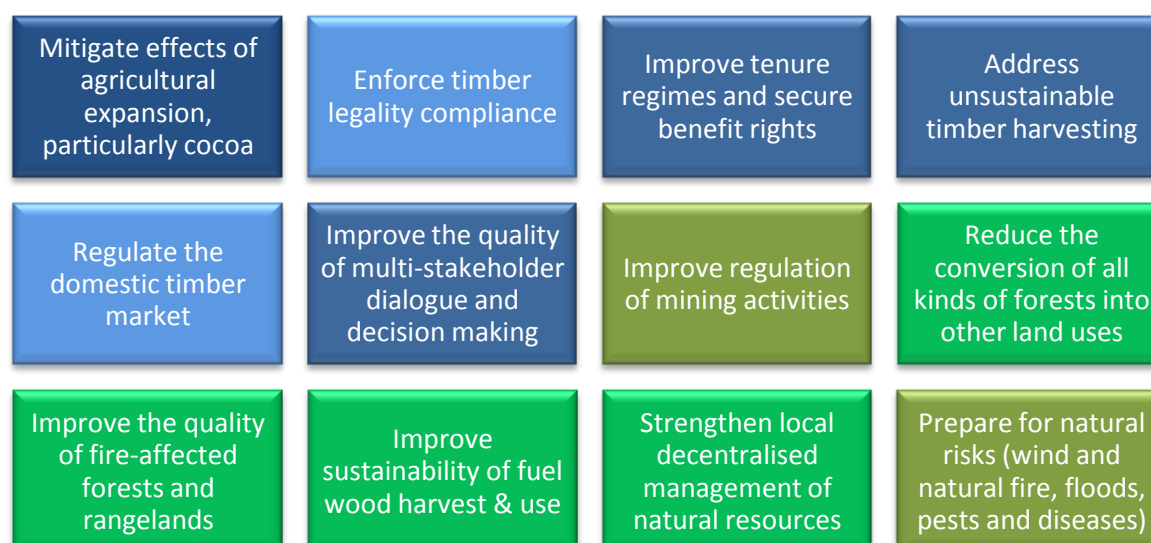 Mitigate effects of
agricultural
expansion,
particularly cocoa
Enforce timber
legality compliance
Improve tenure
regimes and secure
benefit rights
Address
unsustainable
timber harvesting
Regulate the
domestic timber
market
Improve the quality
of multi-stakeholder
dialogue and
decision making
Improve regulation
of mining activities
Reduce the
conversion of all
kinds of forests into
other land uses
Improve the quality
of fire-affected
forests and
rangelands
Improve
sustainability of fuel
wood harvest & use
Strengthen local
decentralised
management of
natural resources
Prepare for natural
risks (wind and
natural fire, floods,
pests and diseases)